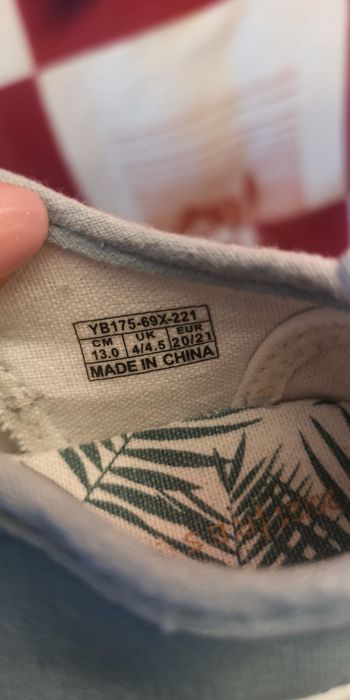 YB175-69X-221
CM UK EUR
13.0 4/4.5 20/21
MADE IN CHINA